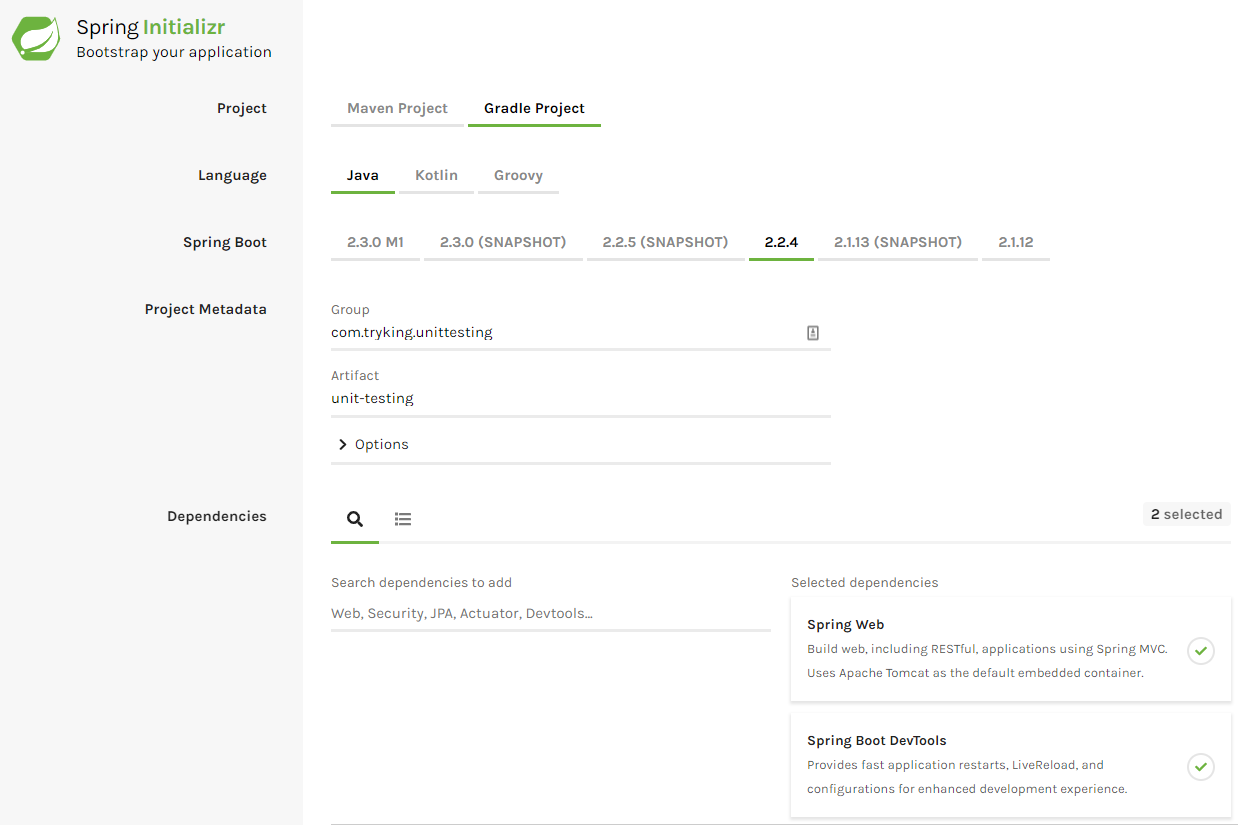 Spring Initializr
Bootstrap your application
Project
Maven Project Gradle Project
Language
Java Kotlin Groovy
Spring Boot
2.3.0 M1 2.3.0 (SNAPSHOT) 2.2.5 (SNAPSHOT) 2.2.4 2.1.13 (SNAPSHOT) 2.1.12
Project Metadata
Group
com.tryking.unittesting
Artifact
unit-testing
Options
Dependencies
2 selected
Search dependencies to add
Web, Security, JPA, Actuator, Devtools...
Selected dependencies
Spring Web
Build web, including RESTful, applications using Spring MVC.
Uses Apache Tomcat as the default embedded container.
Spring Boot DevTools
Provides fast application restarts, LiveReload, and
configurations for enhanced development experience.